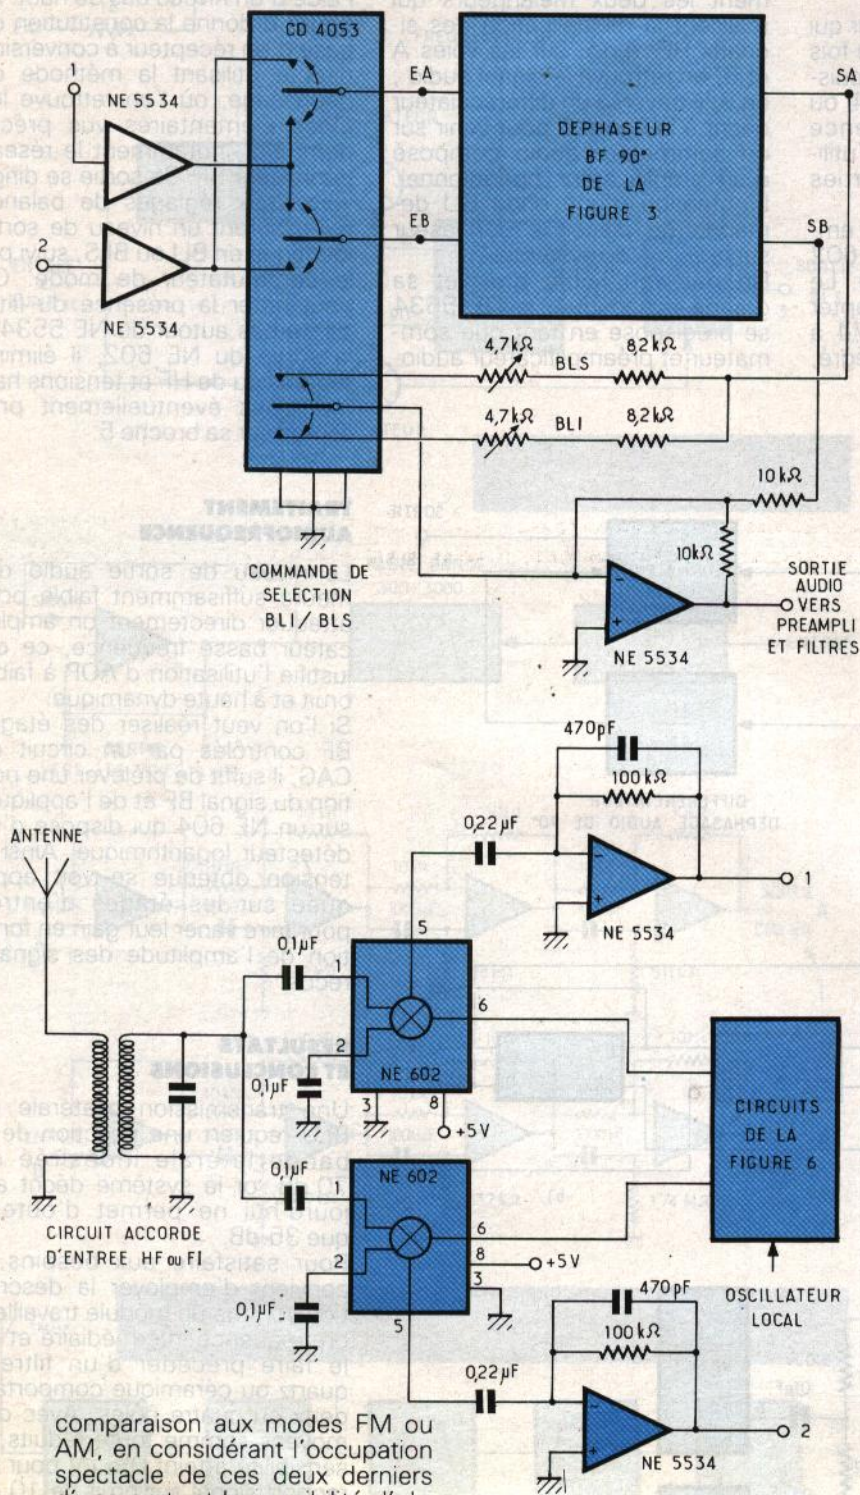 CD 4053
1
NE 5534
2
NE 5534
EA
EB
DEPHASEUR
BF 90°
DE LA
FIGURE 3
SA
SB
4,7kΩ BLS 82kΩ
4,7kΩ BLI 8,2kΩ
10kΩ
10kΩ
COMMANDE DE
SELECTION
BLI/BLS
-
+
NE 5534
SORTIE
AUDIO
VERS
PREAMPLI
ET FILTRES
470pF
100kΩ
0,22µF
-
+
NE 5534
1
ANTENNE
0,1µF
1
2
5
6
NE 602
3
8
+5V
0,1µF
0,1µF
NE 602
1
2
6
8
3
5
+5V
0,1µF
CIRCUIT ACCORDE
D'ENTREE HF ou FI
CIRCUITS
DE LA
FIGURE 6
OSCILLATEUR
LOCAL
470pF
100kΩ
0,22µF
-
+
NE 5534
2
comparaison aux modes FM ou
AM, en considérant l'occupation
spectacle de ces deux derniers